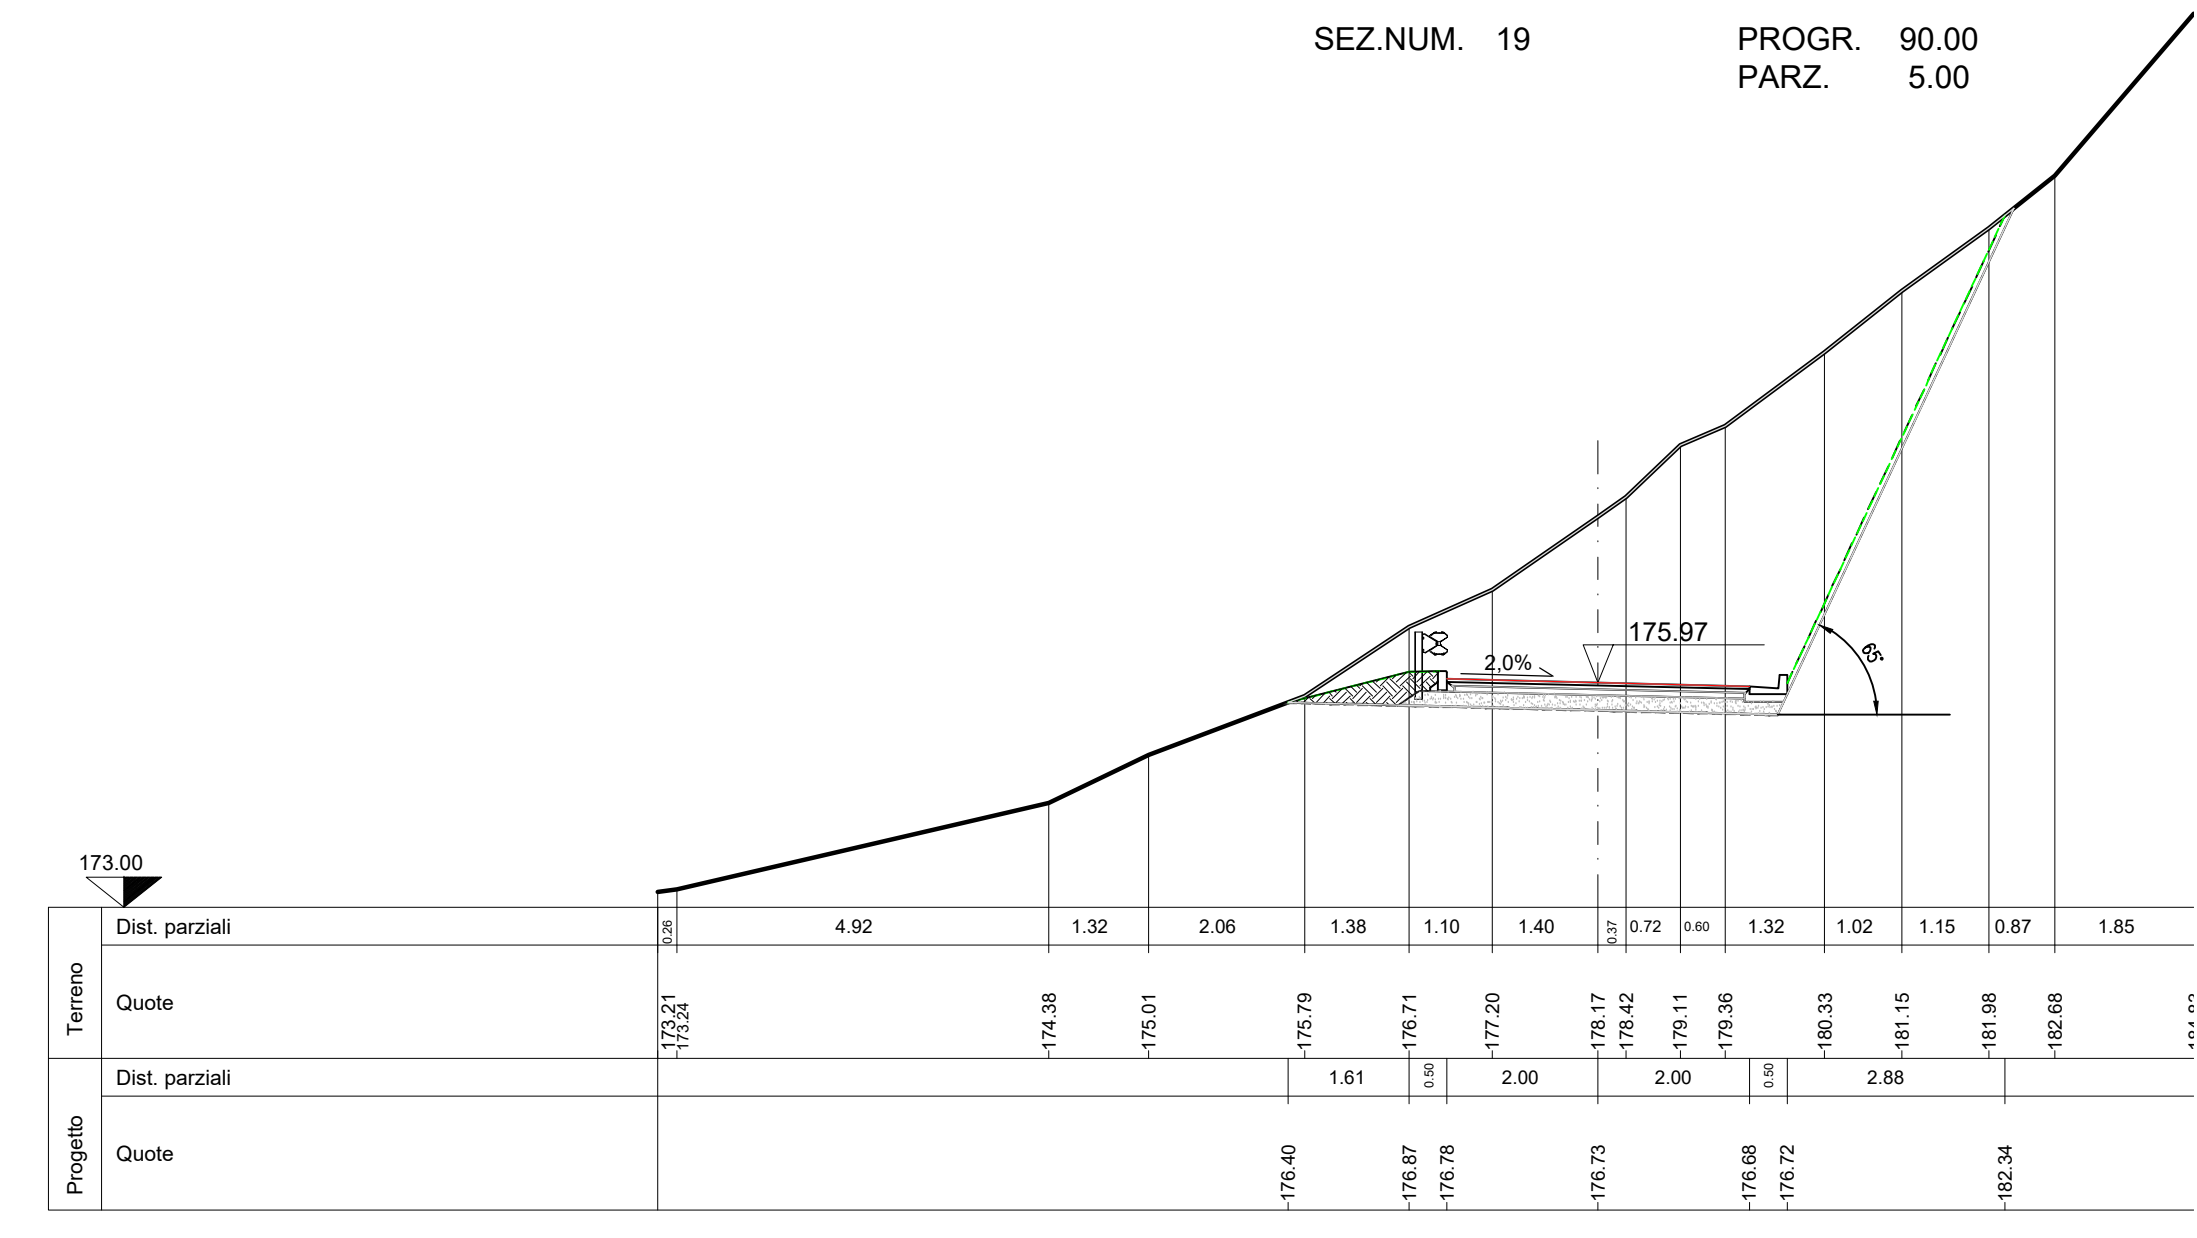 SEZ.NUM. 19
PROGR. 90.00
PARZ. 5.00
175.97
2,0%
65°
173.00
Terreno
Dist. parziali
0.26 4.92 1.32 2.06 1.38 1.10 1.40 0.37 0.72 0.60 1.32 1.02 1.15 0.87 1.85
Quote
173.21 173.24 174.38 175.01 175.79 176.71 177.20 178.17 178.42 179.11 179.36 180.33 181.15 181.98 182.68
Progetto
Dist. parziali
1.61 0.50 2.00 2.00 0.50 2.88
Quote
176.40 176.87 176.78 176.73 176.68 176.72 182.34